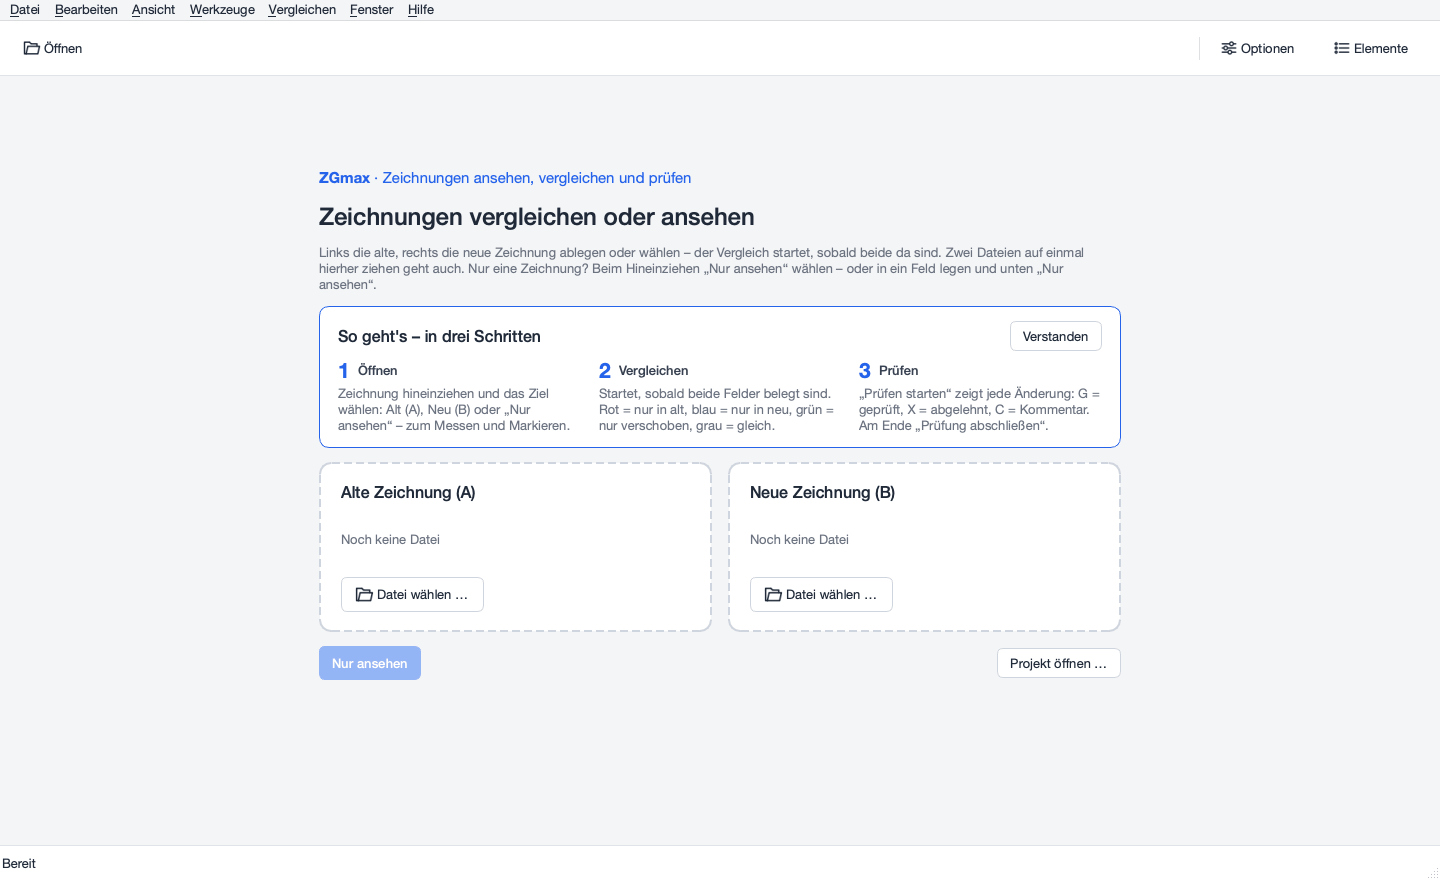 Datei Bearbeiten Ansicht Werkzeuge Vergleichen Fenster Hilfe
Öffnen Optionen Elemente
ZGmax · Zeichnungen ansehen, vergleichen und prüfen
Zeichnungen vergleichen oder ansehen
Links die alte, rechts die neue Zeichnung ablegen oder wählen – der Vergleich startet, sobald beide da sind. Zwei Dateien auf einmal
hierher ziehen geht auch. Nur eine Zeichnung? Beim Hineinziehen „Nur ansehen“ wählen – oder in ein Feld legen und unten „Nur
ansehen“.
So geht's – in drei Schritten
Verstanden
1 Öffnen
Zeichnung hineinziehen und das Ziel
wählen: Alt (A), Neu (B) oder „Nur
ansehen“ – zum Messen und Markieren.
2 Vergleichen
Startet, sobald beide Felder belegt sind.
Rot = nur in alt, blau = nur in neu, grün =
nur verschoben, grau = gleich.
3 Prüfen
„Prüfen starten“ zeigt jede Änderung: G =
geprüft, X = abgelehnt, C = Kommentar.
Am Ende „Prüfung abschließen“.
Alte Zeichnung (A)
Noch keine Datei
Datei wählen …
Neue Zeichnung (B)
Noch keine Datei
Datei wählen …
Nur ansehen
Projekt öffnen …
Bereit